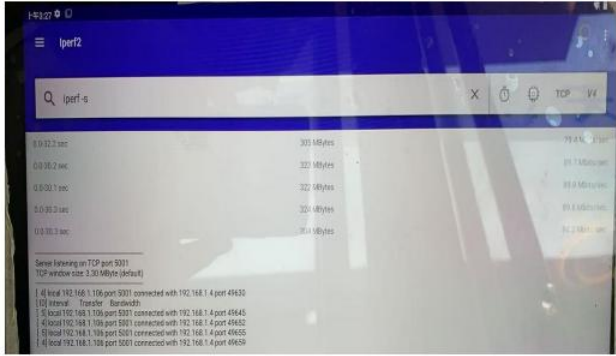 上午8:27
Iperf2
iperf -s
TCP
0.0-32.2 sec 305 MBytes
0.0-30.2 sec 323 MBytes
0.0-30.1 sec 322 MBytes
0.0-30.3 sec 324 MBytes
0.0-30.3 sec
Server listening on TCP port 5001
TCP window size: 3.30 MByte (default)
[ 4] local 192.168.1.106 port 5001 connected with 192.168.1.4 port 49630
[ ID] Interval Transfer Bandwidth
[ 5] local 192.168.1.106 port 5001 connected with 192.168.1.4 port 49645
[ 4] local 192.168.1.106 port 5001 connected with 192.168.1.4 port 49652
[ 5] local 192.168.1.106 port 5001 connected with 192.168.1.4 port 49655
[ 4] local 192.168.1.106 port 5001 connected with 192.168.1.4 port 49659